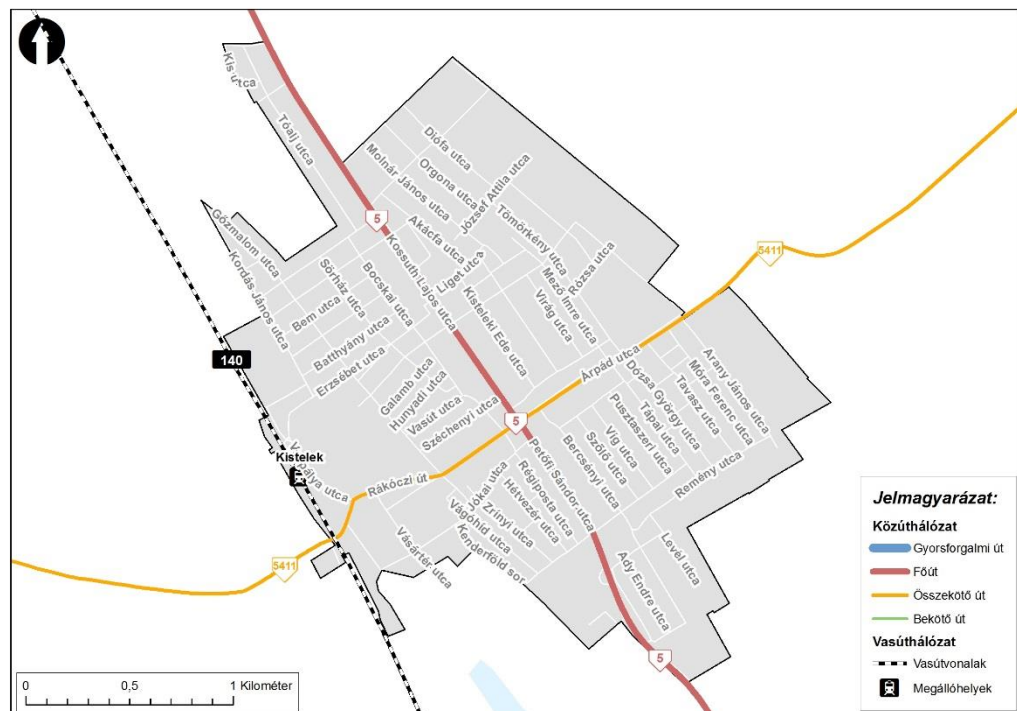 Kis utca
Tóalj utca
5
Diófa utca
Orgona utca
Molnár János utca
József Attila utca
Akácfa utca
Tömörkény utca
Rózsa utca
Gőzmalom utca
Kordás János utca
Sörház utca
Bocskai utca
Kossuth Lajos utca
Liget utca
Mező Imre utca
Virág utca
Kisteleki Ede utca
Bem utca
Batthyány utca
Erzsébet utca
5411
140
Galamb utca
Hunyadi utca
Vasút utca
Széchenyi utca
Árpád utca
5
Arany János utca
Móra Ferenc utca
Tavasz utca
Dózsa György utca
Tápai utca
Pusztaszeri utca
Víg utca
Szőlő utca
Bercsényi utca
Petőfi Sándor utca
Régiposta utca
Hétvezér utca
Jókai utca
Zrínyi utca
Vágóhíd utca
Kenderföld sor
Remény utca
Kistelek
Rákóczi út
Vásártér utca
Levél utca
Ady Endre utca
5411
5
Jelmagyarázat:
Közúthálózat
Gyorsforgalmi út
Főút
Összekötő út
Bekötő út
Vasúthálózat
Vasútvonalak
Megállóhelyek
0 0,5 1 Kilométer